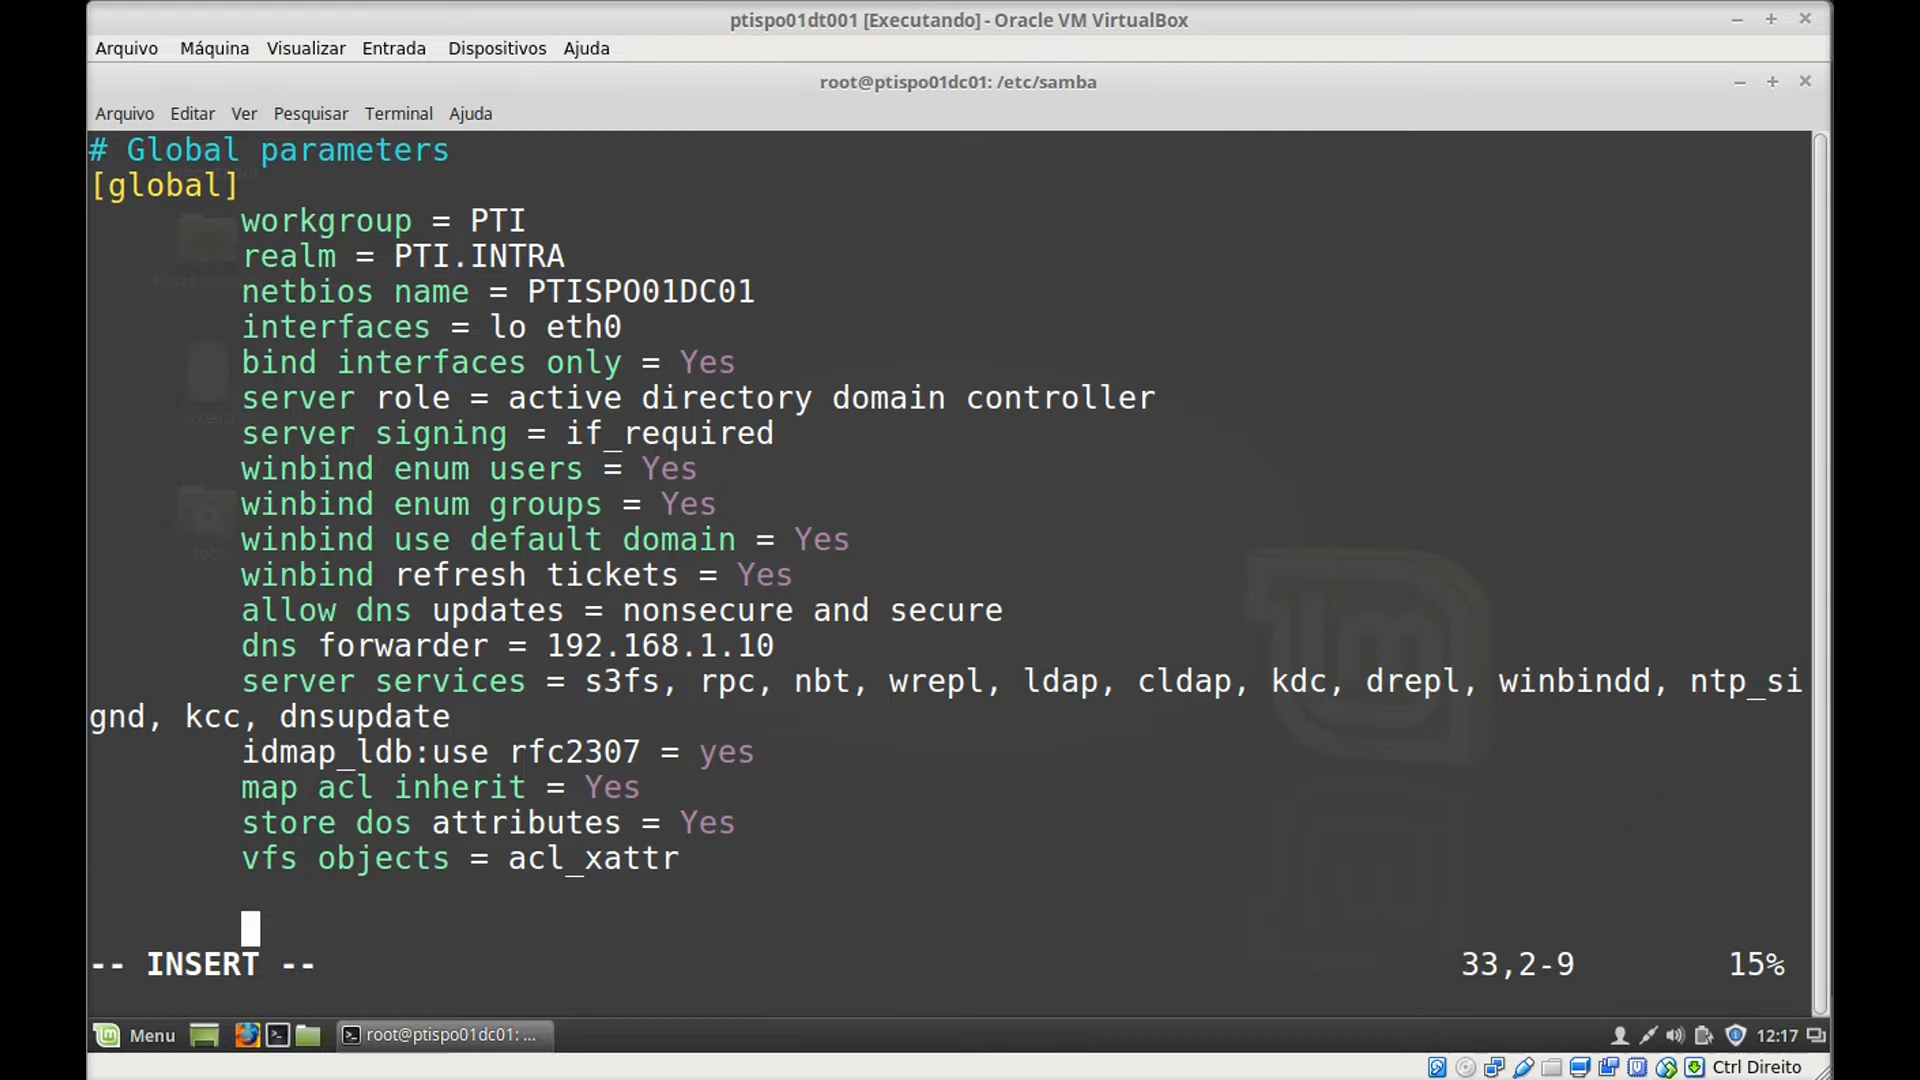 ptispo01dt001 [Executando] - Oracle VM VirtualBox
Arquivo Máquina Visualizar Entrada Dispositivos Ajuda
root@ptispo01dc01: /etc/samba
Arquivo Editar Ver Pesquisar Terminal Ajuda
# Global parameters
[global]
workgroup = PTI
realm = PTI.INTRA
netbios name = PTISPO01DC01
interfaces = lo eth0
bind interfaces only = Yes
server role = active directory domain controller
server signing = if_required
winbind enum users = Yes
winbind enum groups = Yes
winbind use default domain = Yes
winbind refresh tickets = Yes
allow dns updates = nonsecure and secure
dns forwarder = 192.168.1.10
server services = s3fs, rpc, nbt, wrepl, ldap, cldap, kdc, drepl, winbindd, ntp_si
gnd, kcc, dnsupdate
idmap_ldb:use rfc2307 = yes
map acl inherit = Yes
store dos attributes = Yes
vfs objects = acl_xattr
-- INSERT -- 33,2-9 15%
Menu root@ptispo01dc01: ... 12:17
Ctrl Direito